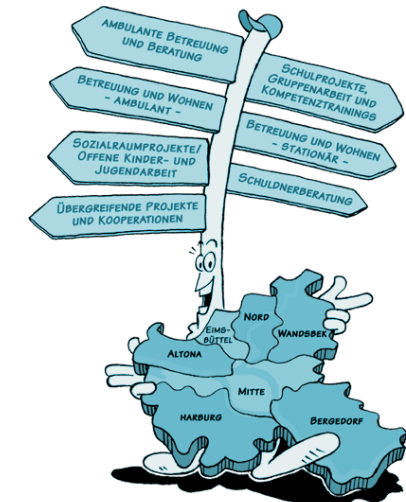 AMBULANTE BETREUUNG
UND BERATUNG
SCHULPROJEKTE,
GRUPPENARBEIT UND
KOMPETENZTRAININGS
BETREUUNG UND WOHNEN
- AMBULANT -
BETREUUNG UND WOHNEN
- STATIONÄR -
SOZIALRAUMPROJEKTE/
OFFENE KINDER- UND
JUGENDARBEIT
SCHULDNERBERATUNG
ÜBERGREIFENDE PROJEKTE
UND KOOPERATIONEN
NORD
EIMS-
BÜTTEL
WANDSBEK
ALTONA
MITTE
HARBURG
BERGEDORF